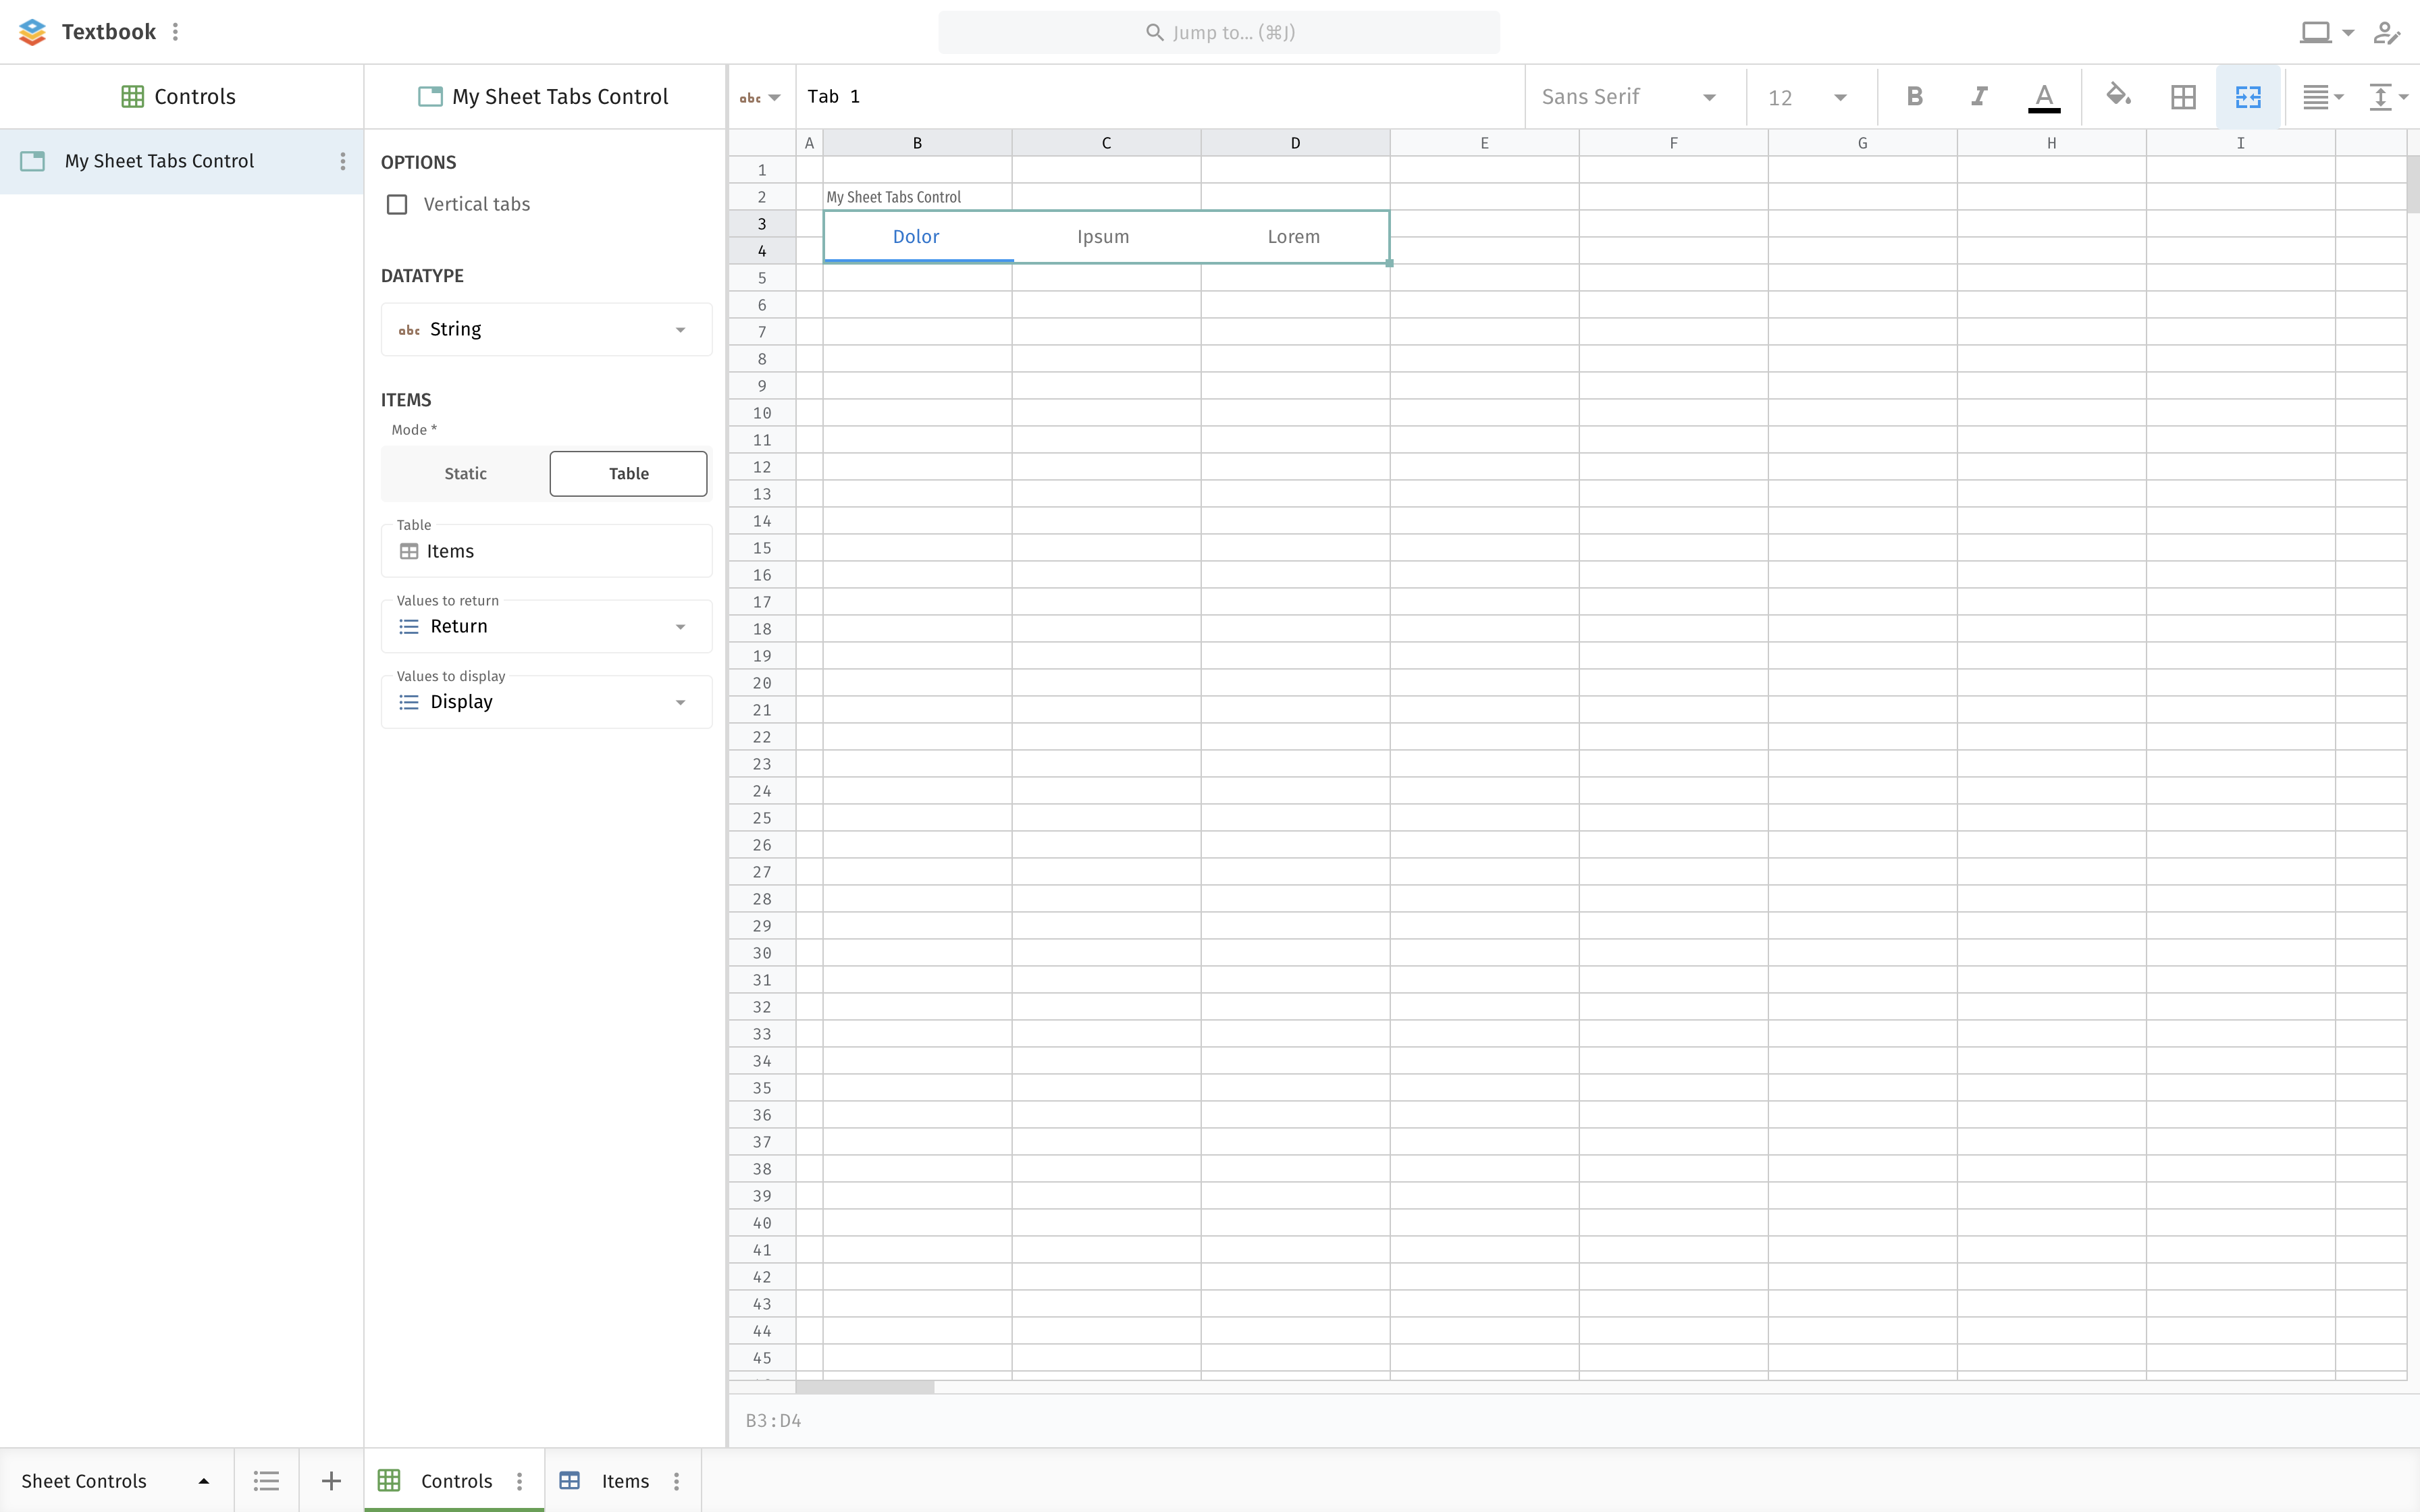 Textbook
Jump to... (⌘J)
Controls
My Sheet Tabs Control
abc
Tab 1
Sans Serif
12
B
I
A
My Sheet Tabs Control
OPTIONS
Vertical tabs
DATATYPE
abc String
ITEMS
Mode *
Static
Table
Table
Items
Values to return
Return
Values to display
Display
A B C D E F G H I
1
2
My Sheet Tabs Control
3
Dolor Ipsum Lorem
4
5
6
7
8
9
10
11
12
13
14
15
16
17
18
19
20
21
22
23
24
25
26
27
28
29
30
31
32
33
34
35
36
37
38
39
40
41
42
43
44
45
B3:D4
Sheet Controls
Controls
Items